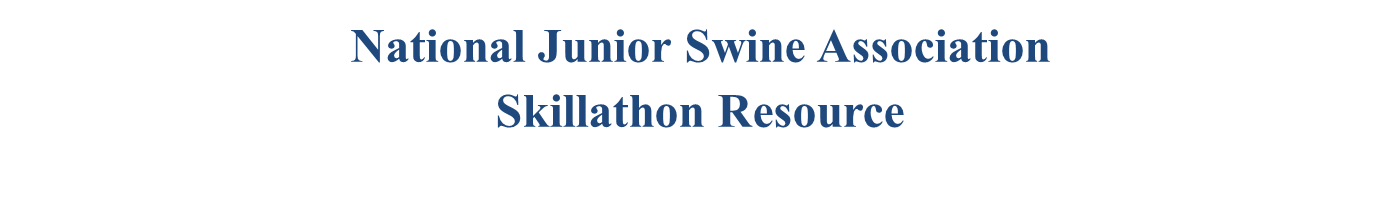 National Junior Swine Association
Skillathon Resource